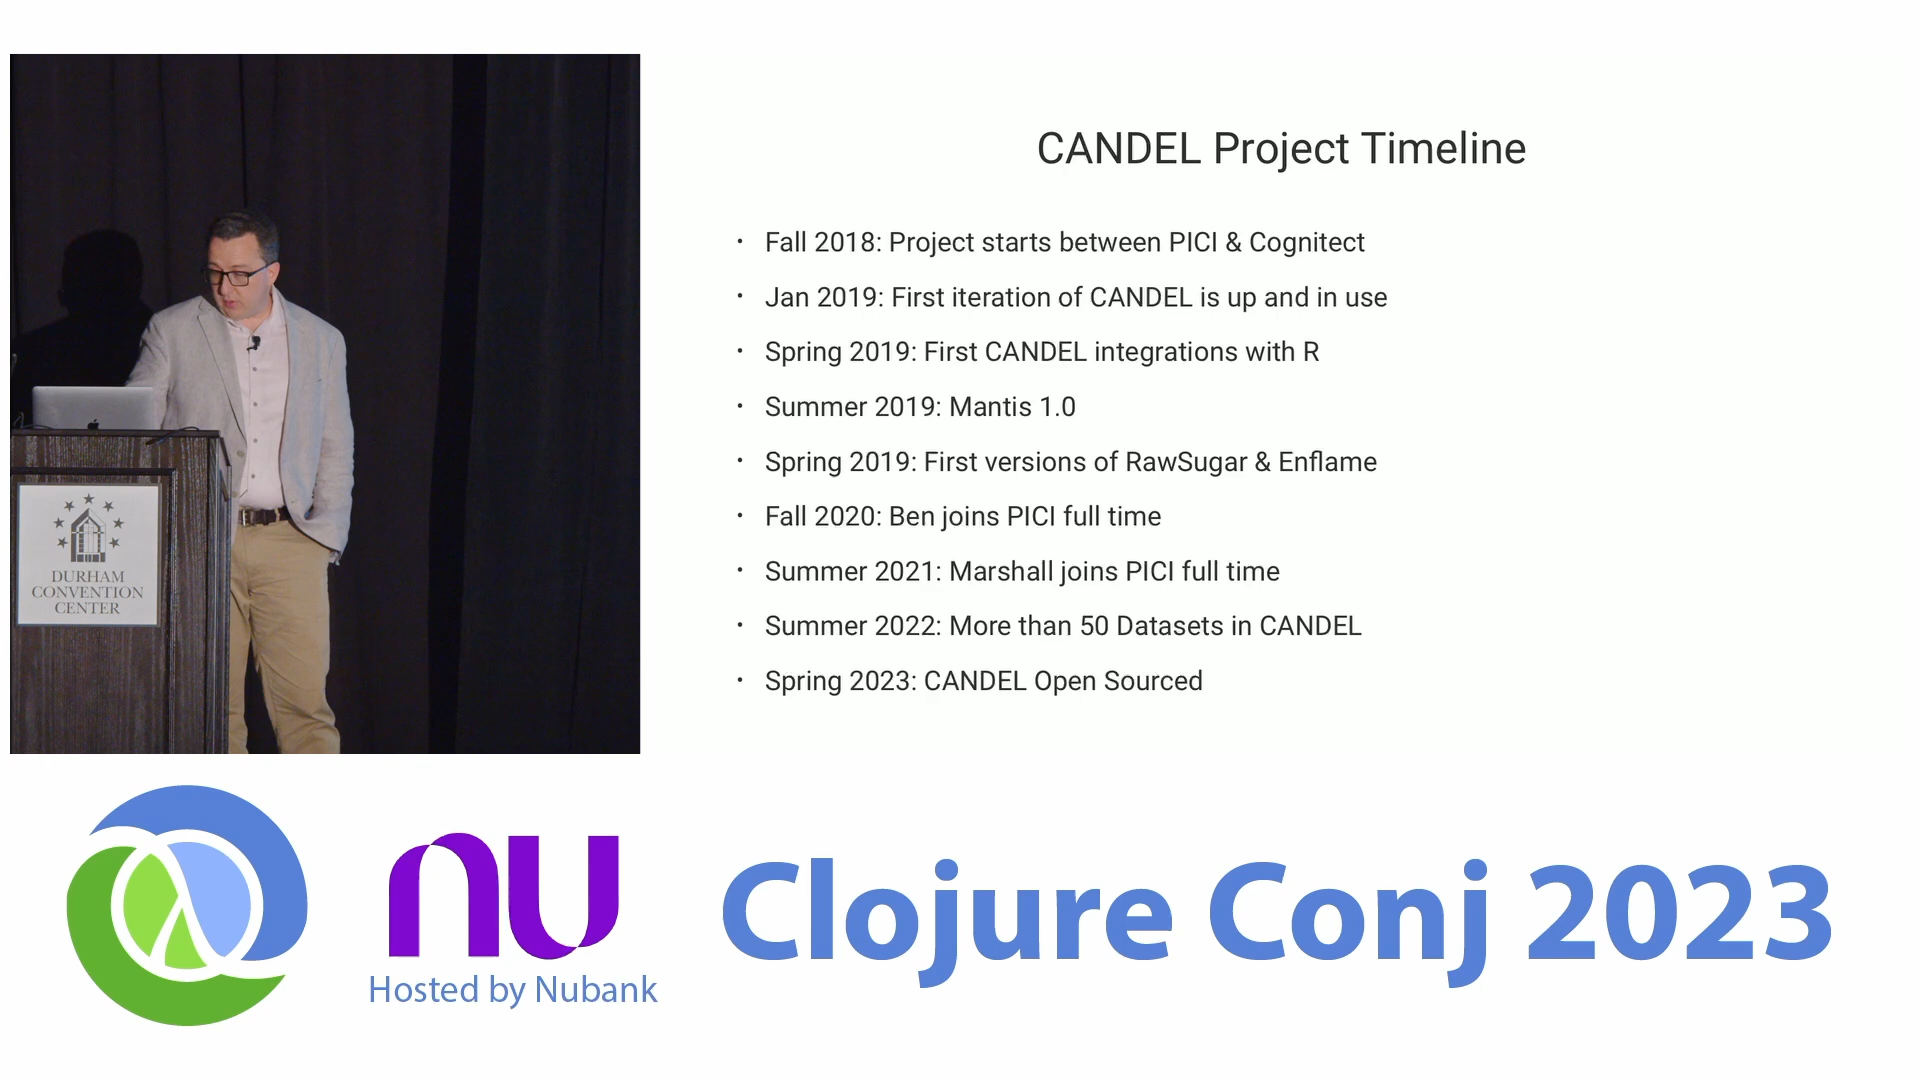 CANDEL Project Timeline
• Fall 2018: Project starts between PICI & Cognitect
• Jan 2019: First iteration of CANDEL is up and in use
• Spring 2019: First CANDEL integrations with R
• Summer 2019: Mantis 1.0
• Spring 2019: First versions of RawSugar & Enflame
• Fall 2020: Ben joins PICI full time
• Summer 2021: Marshall joins PICI full time
• Summer 2022: More than 50 Datasets in CANDEL
• Spring 2023: CANDEL Open Sourced
DURHAM
CONVENTION
CENTER
nu
Hosted by Nubank
Clojure Conj 2023